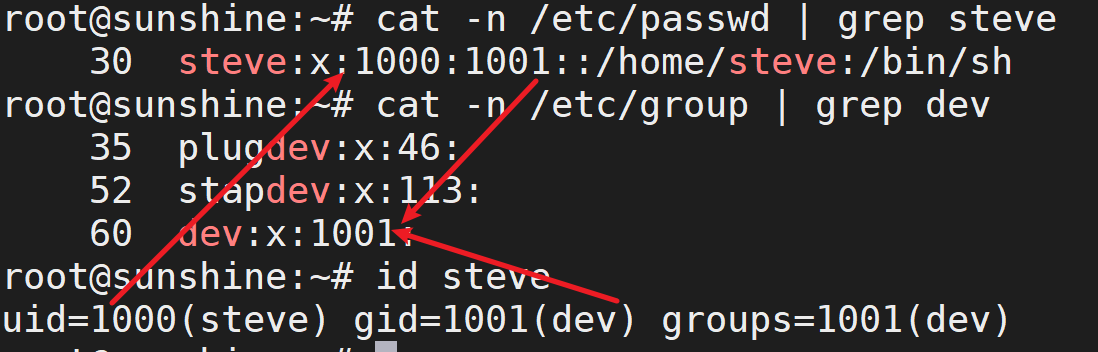 root@sunshine:~# cat -n /etc/passwd | grep steve
    30  steve:x:1000:1001::/home/steve:/bin/sh
root@sunshine:~# cat -n /etc/group | grep dev
    35  plugdev:x:46:
    52  stapdev:x:113:
    60  dev:x:1001:
root@sunshine:~# id steve
uid=1000(steve) gid=1001(dev) groups=1001(dev)
root@sunshine:~#